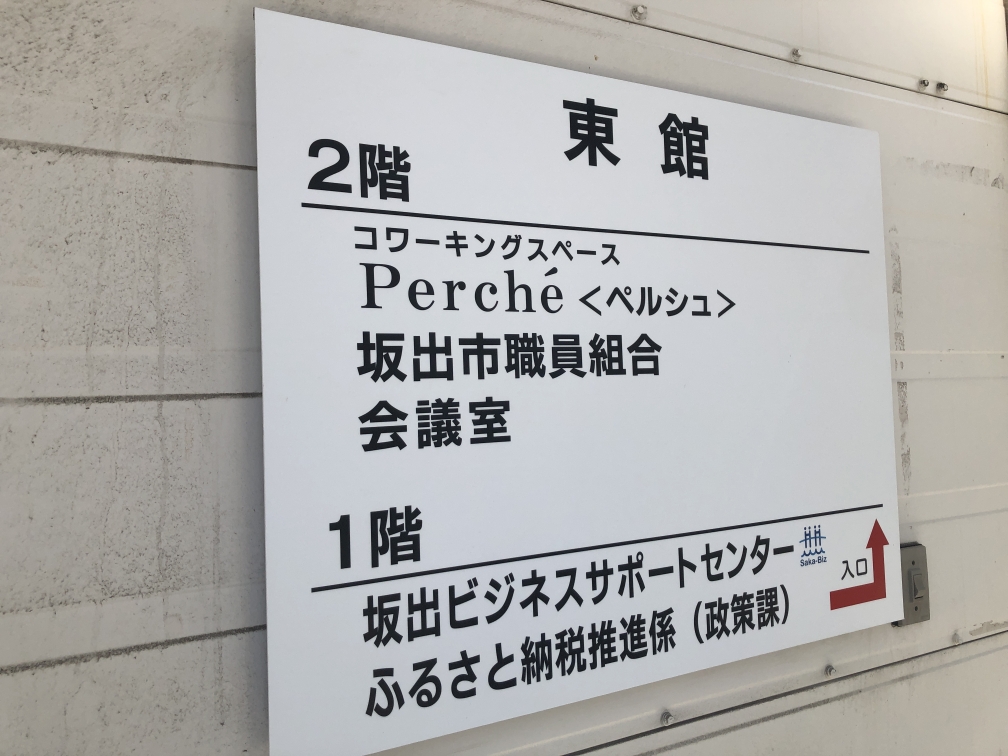 東館
2階
コワーキングスペース
Perché<ペルシュ>
坂出市職員組合
会議室
1階
坂出ビジネスサポートセンター Saka-Biz
ふるさと納税推進係（政策課）
入口